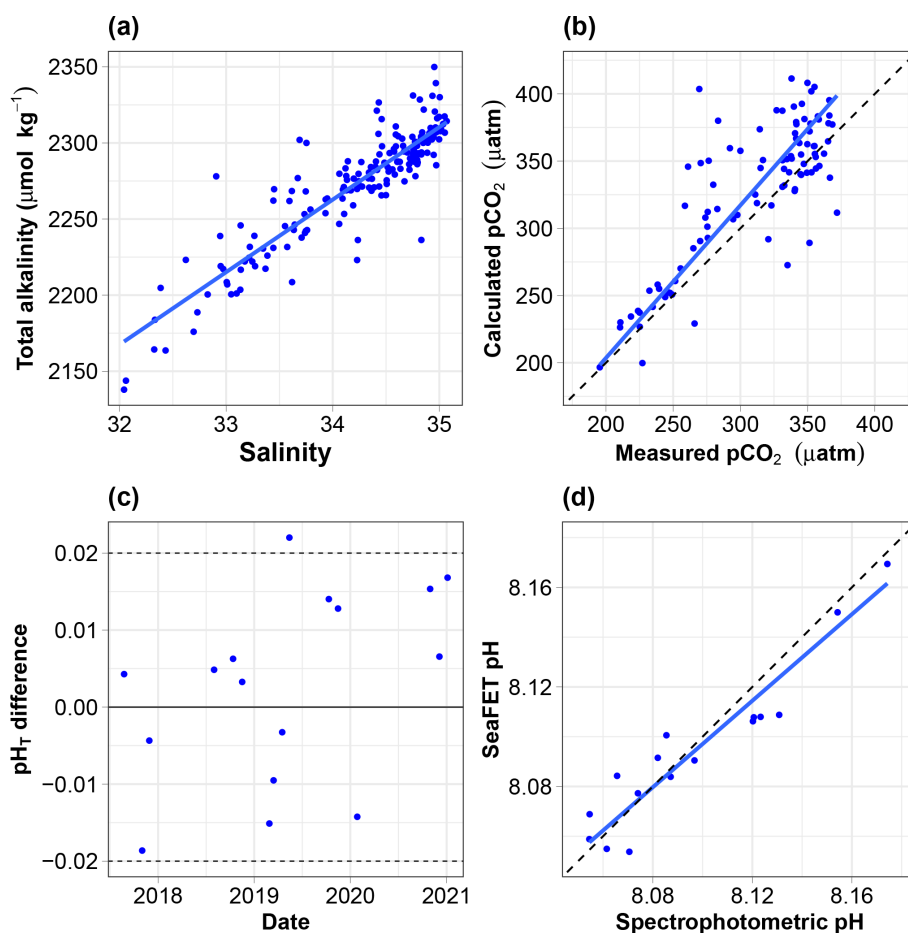 (a)
Total alkalinity (μmol kg⁻¹)
2350
2300
2250
2200
2150
32 33 34 35
Salinity
(b)
Calculated pCO₂ (μatm)
400
350
300
250
200
200 250 300 350 400
Measured pCO₂ (μatm)
(c)
pH_T difference
0.02
0.01
0.00
−0.01
−0.02
2018 2019 2020 2021
Date
(d)
SeaFET pH
8.16
8.12
8.08
8.08 8.12 8.16
Spectrophotometric pH